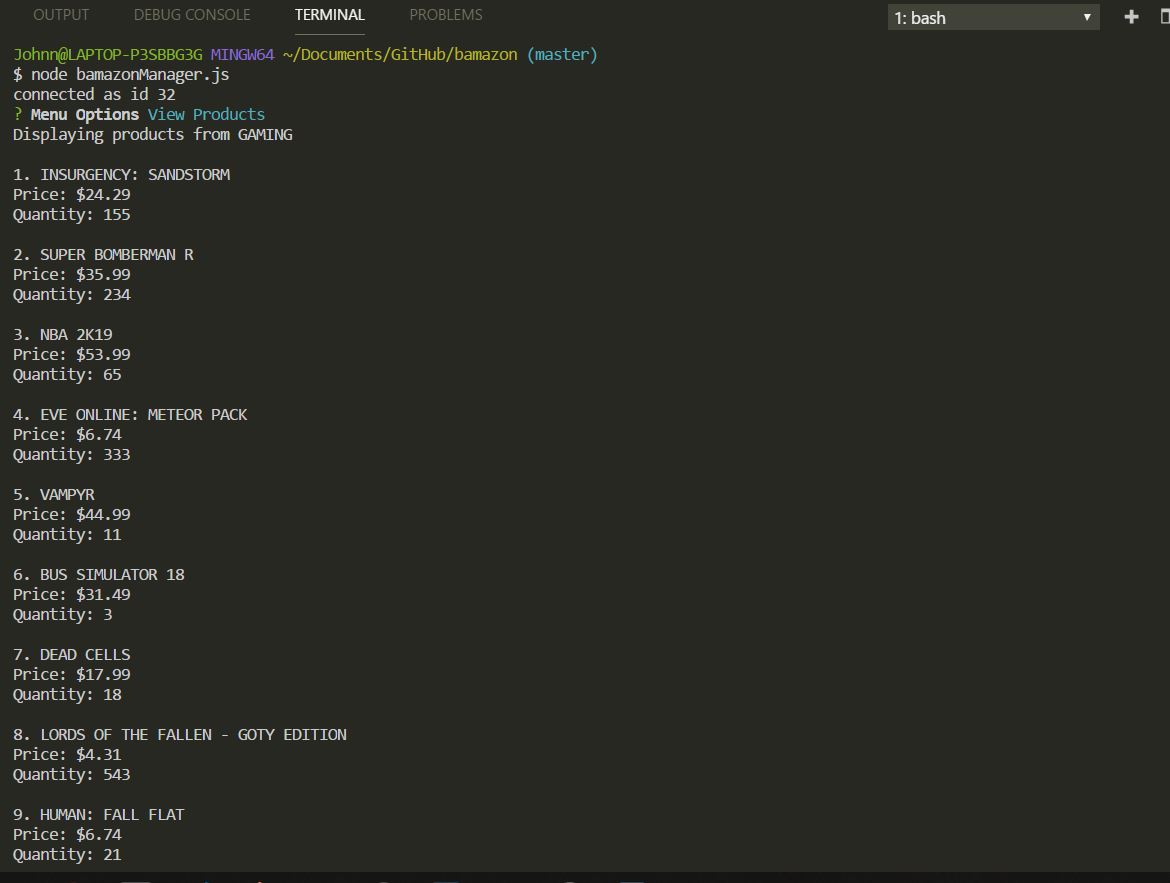 OUTPUT DEBUG CONSOLE TERMINAL PROBLEMS 1: bash
Johnn@LAPTOP-P3SBBG3G MINGW64 ~/Documents/GitHub/bamazon (master)
$ node bamazonManager.js
connected as id 32
? Menu Options View Products
Displaying products from GAMING
1. INSURGENCY: SANDSTORM
Price: $24.29
Quantity: 155
2. SUPER BOMBERMAN R
Price: $35.99
Quantity: 234
3. NBA 2K19
Price: $53.99
Quantity: 65
4. EVE ONLINE: METEOR PACK
Price: $6.74
Quantity: 333
5. VAMPYR
Price: $44.99
Quantity: 11
6. BUS SIMULATOR 18
Price: $31.49
Quantity: 3
7. DEAD CELLS
Price: $17.99
Quantity: 18
8. LORDS OF THE FALLEN - GOTY EDITION
Price: $4.31
Quantity: 543
9. HUMAN: FALL FLAT
Price: $6.74
Quantity: 21